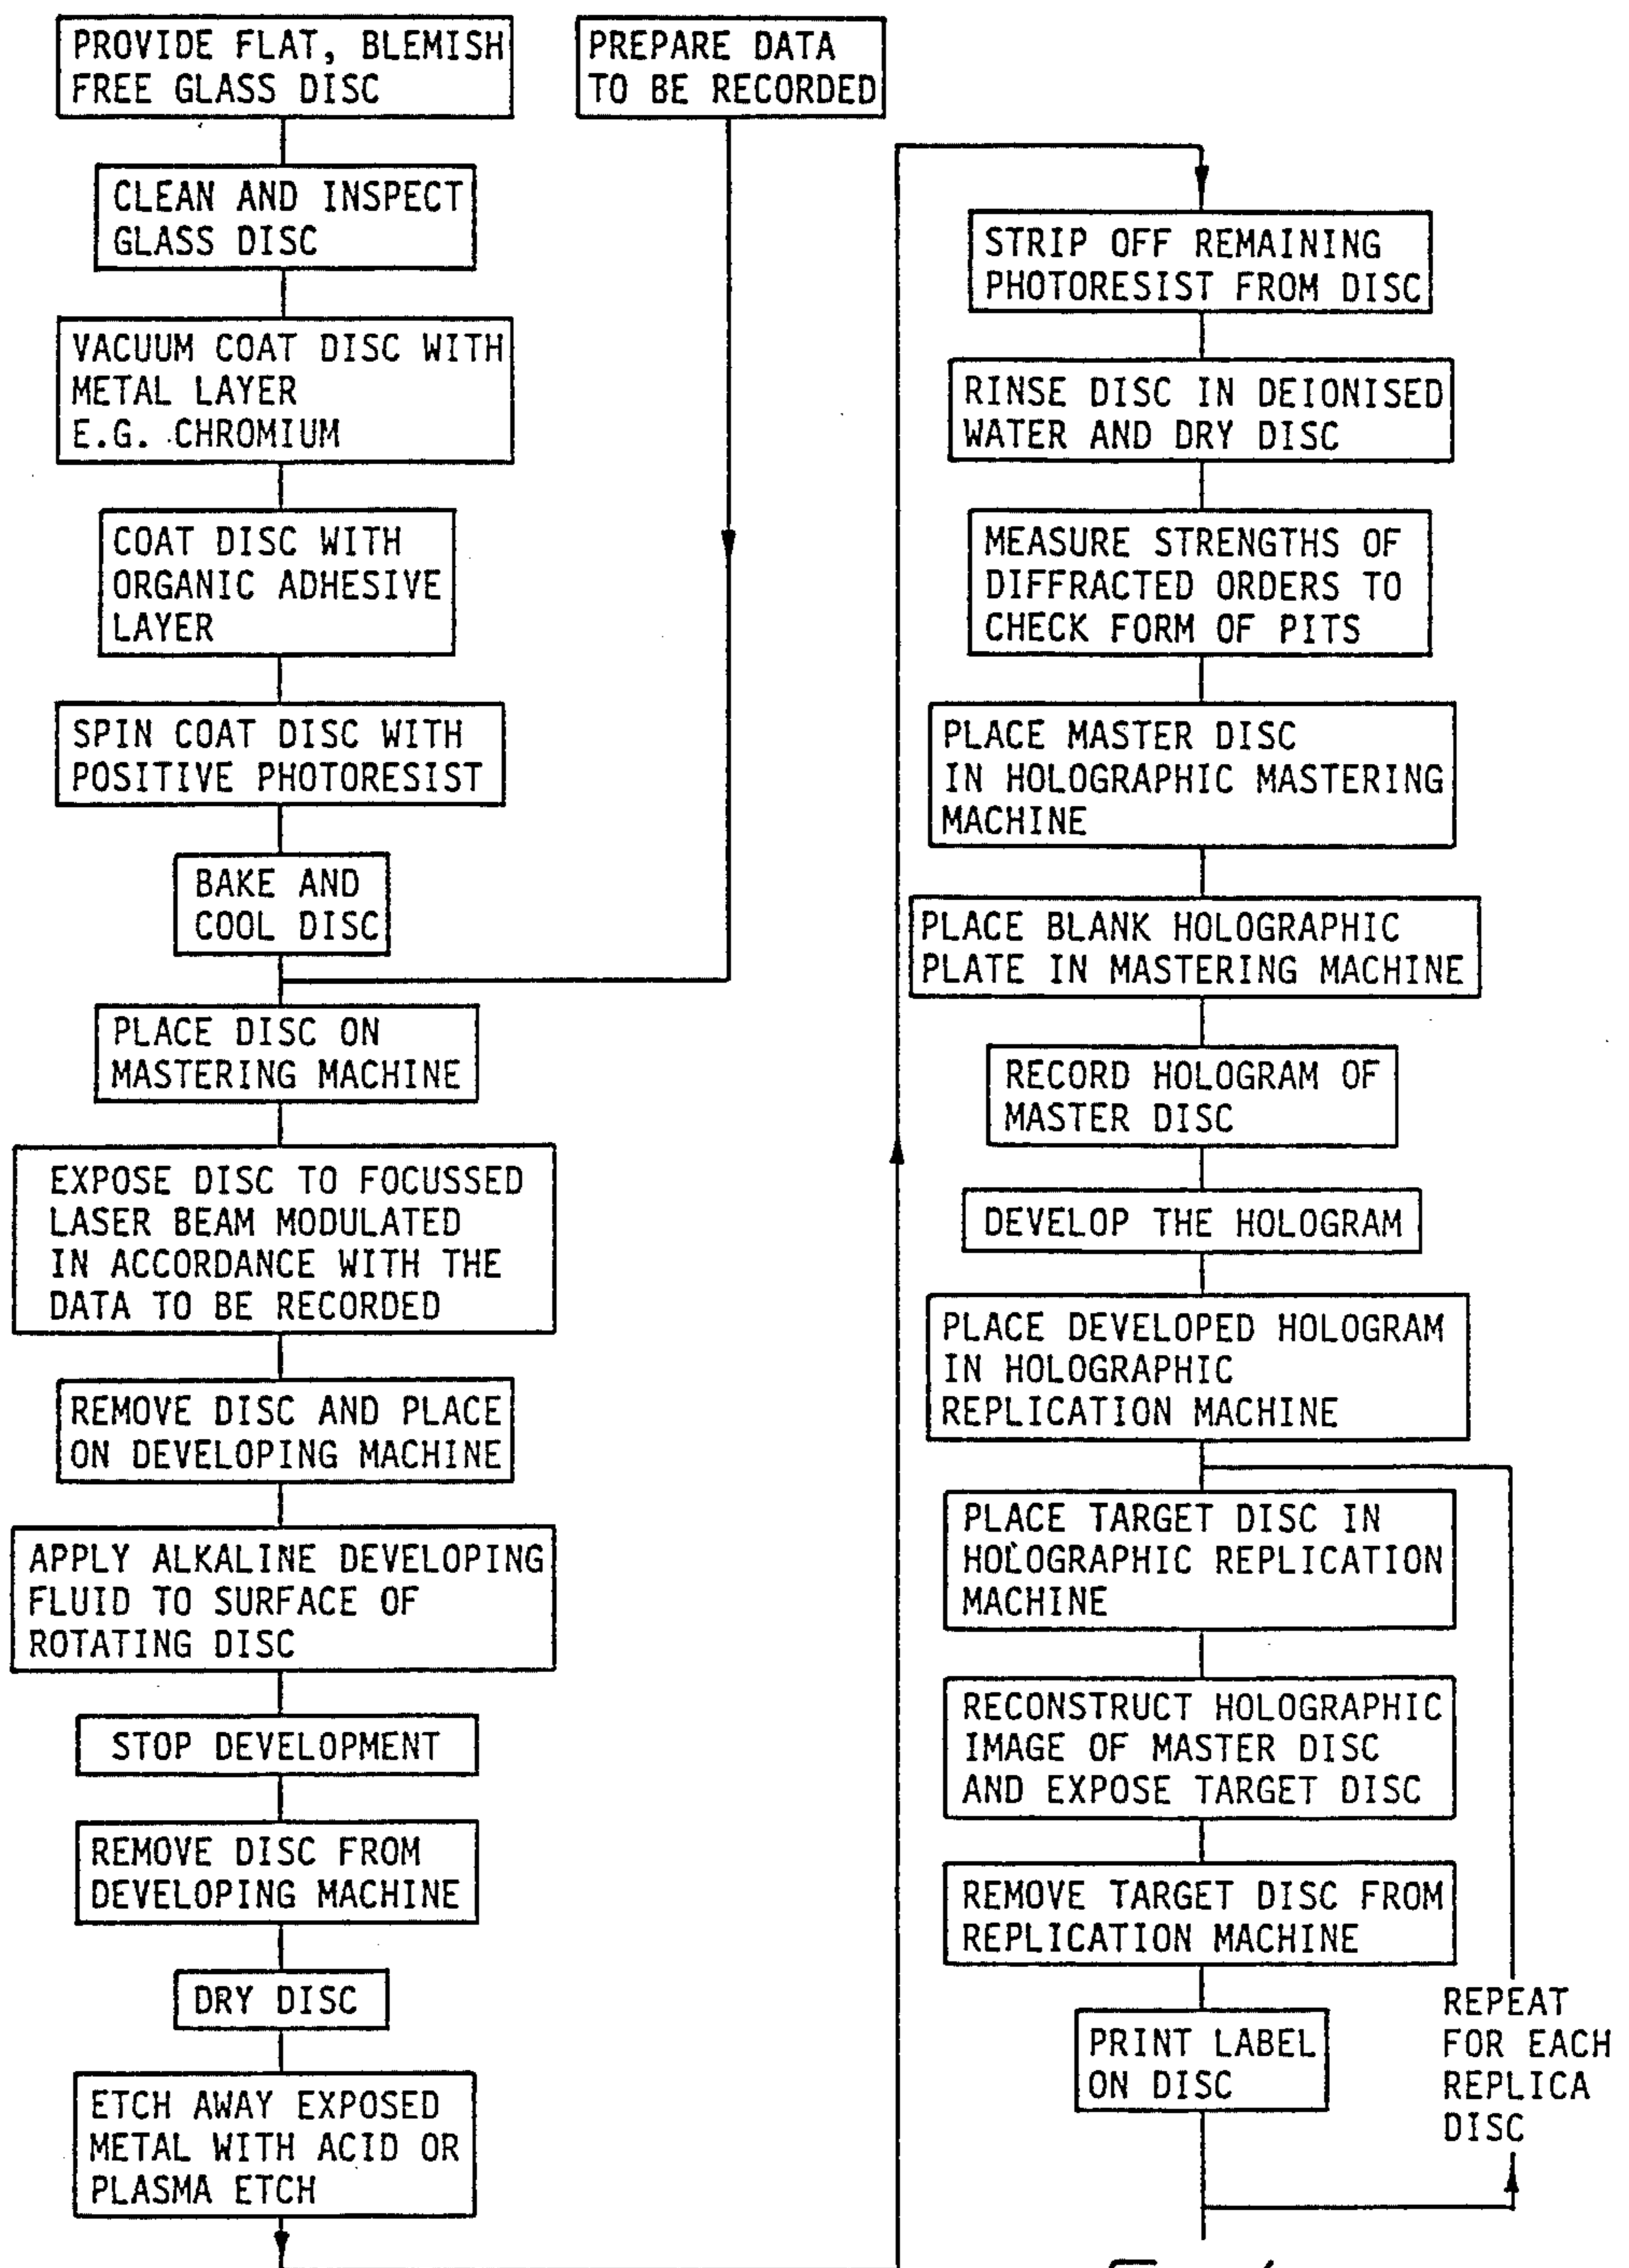 PROVIDE FLAT, BLEMISH
FREE GLASS DISC
CLEAN AND INSPECT
GLASS DISC
VACUUM COAT DISC WITH
METAL LAYER
E.G. CHROMIUM
COAT DISC WITH
ORGANIC ADHESIVE
LAYER
SPIN COAT DISC WITH
POSITIVE PHOTORESIST
BAKE AND
COOL DISC
PREPARE DATA
TO BE RECORDED
PLACE DISC ON
MASTERING MACHINE
EXPOSE DISC TO FOCUSSED
LASER BEAM MODULATED
IN ACCORDANCE WITH THE
DATA TO BE RECORDED
REMOVE DISC AND PLACE
ON DEVELOPING MACHINE
APPLY ALKALINE DEVELOPING
FLUID TO SURFACE OF
ROTATING DISC
STOP DEVELOPMENT
REMOVE DISC FROM
DEVELOPING MACHINE
DRY DISC
ETCH AWAY EXPOSED
METAL WITH ACID OR
PLASMA ETCH
STRIP OFF REMAINING
PHOTORESIST FROM DISC
RINSE DISC IN DEIONISED
WATER AND DRY DISC
MEASURE STRENGTHS OF
DIFFRACTED ORDERS TO
CHECK FORM OF PITS
PLACE MASTER DISC
IN HOLOGRAPHIC MASTERING
MACHINE
PLACE BLANK HOLOGRAPHIC
PLATE IN MASTERING MACHINE
RECORD HOLOGRAM OF
MASTER DISC
DEVELOP THE HOLOGRAM
PLACE DEVELOPED HOLOGRAM
IN HOLOGRAPHIC
REPLICATION MACHINE
PLACE TARGET DISC IN
HOLOGRAPHIC REPLICATION
MACHINE
RECONSTRUCT HOLOGRAPHIC
IMAGE OF MASTER DISC
AND EXPOSE TARGET DISC
REMOVE TARGET DISC FROM
REPLICATION MACHINE
PRINT LABEL
ON DISC
REPEAT
FOR EACH
REPLICA
DISC